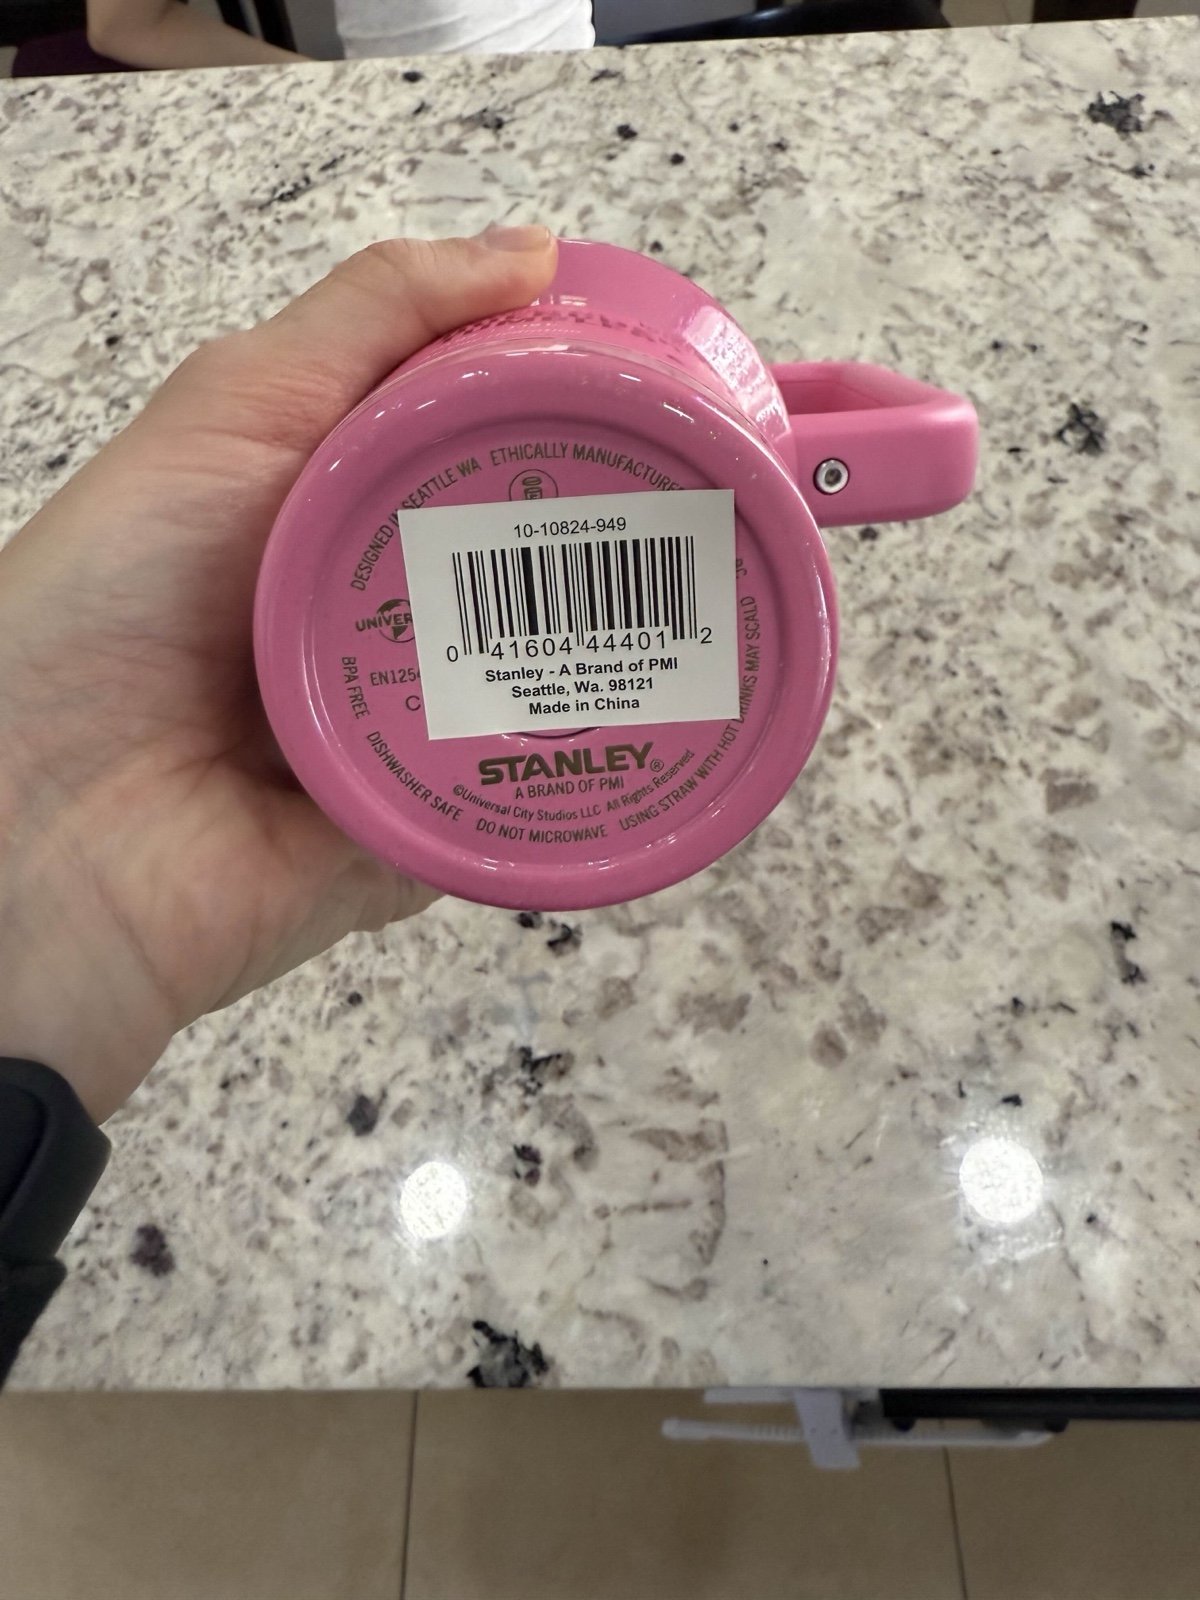 DESIGNED IN SEATTLE WA ETHICALLY MANUFACTURED
10-10824-949
0 41604 44401 2
Stanley - A Brand of PMI
Seattle, Wa. 98121
Made in China
STANLEY®
A BRAND OF PMI
©Universal City Studios LLC All Rights Reserved
BPA FREE DISHWASHER SAFE DO NOT MICROWAVE USING STRAW WITH HOT DRINKS MAY SCALD